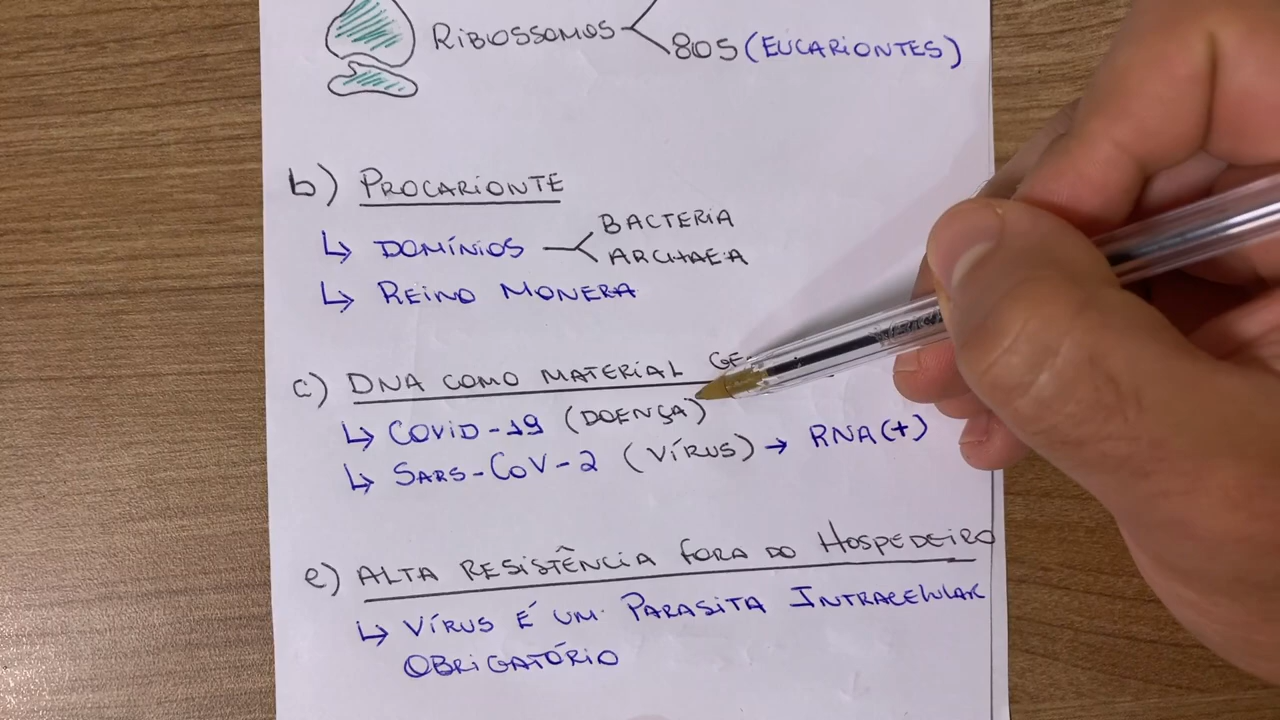 RIBOSSOMOS
80S (EUCARIONTES)
b) PROCARIONTE
↳ DOMÍNIOS
BACTERIA
ARCHAEA
↳ REINO MONERA
c) DNA COMO MATERIAL
↳ COVID-19 (DOENÇA)
↳ SARS-COV-2 (VÍRUS) → RNA(+)
e) ALTA RESISTÊNCIA FORA DO HOSPEDEIRO
↳ VÍRUS É UM PARASITA INTRACELULAR
OBRIGATÓRIO